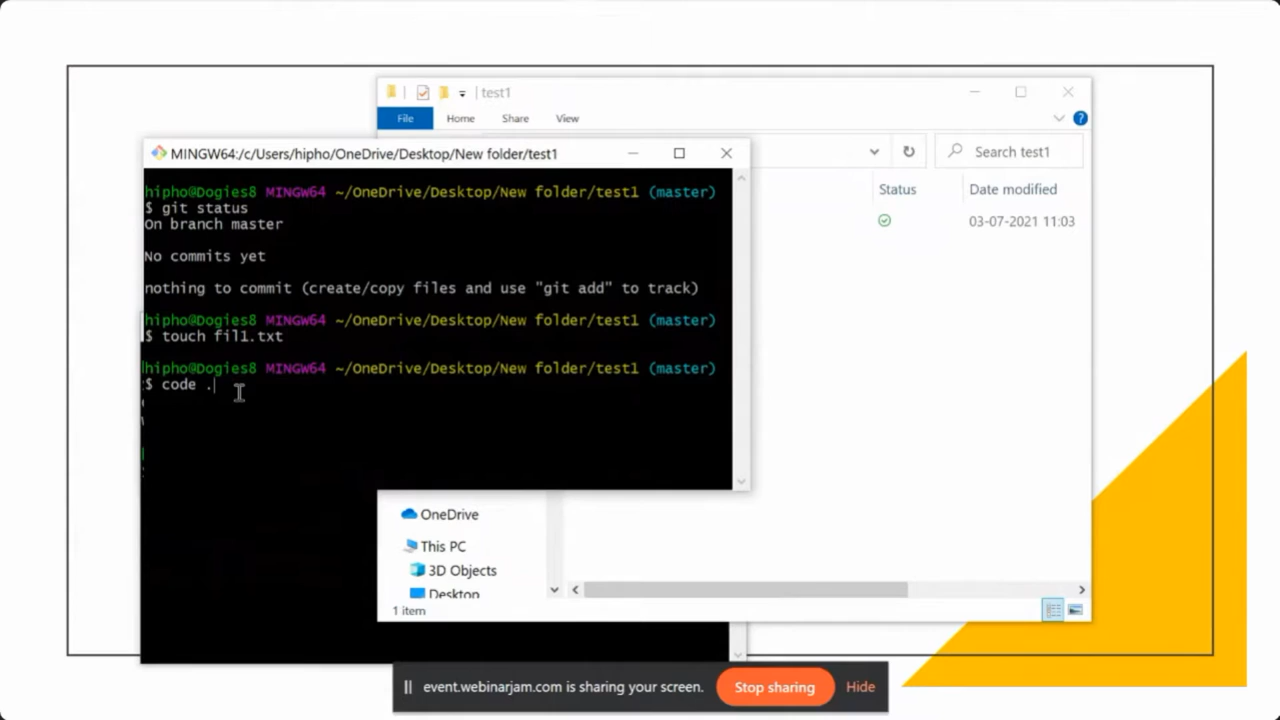 test1
File Home Share View
MINGW64:/c/Users/hipho/OneDrive/Desktop/New folder/test1
Search test1
Status Date modified
03-07-2021 11:03
hipho@Dogies8 MINGW64 ~/OneDrive/Desktop/New folder/test1 (master)
$ git status
On branch master
No commits yet
nothing to commit (create/copy files and use "git add" to track)
hipho@Dogies8 MINGW64 ~/OneDrive/Desktop/New folder/test1 (master)
$ touch fil1.txt
hipho@Dogies8 MINGW64 ~/OneDrive/Desktop/New folder/test1 (master)
$ code .
OneDrive
This PC
3D Objects
Desktop
1 item
event.webinarjam.com is sharing your screen. Stop sharing Hide